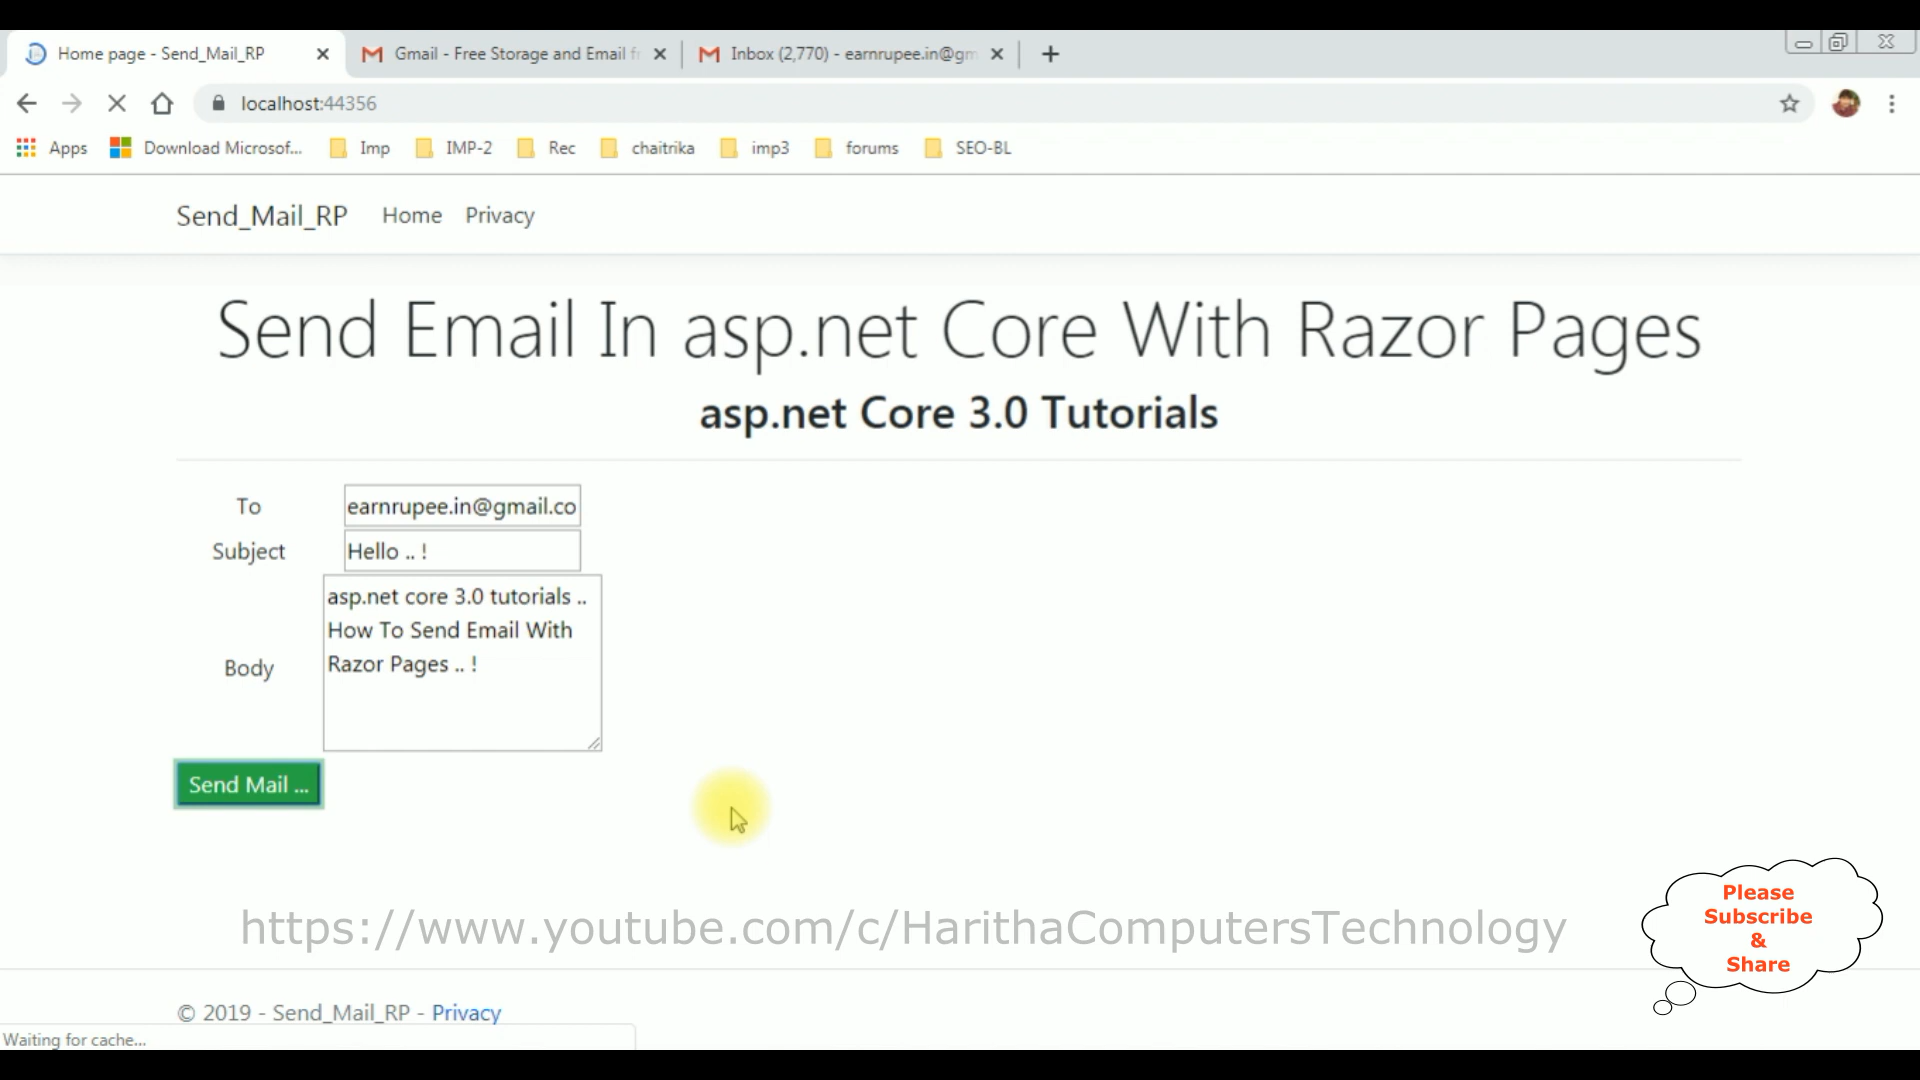 Home page - Send_Mail_RP
Gmail - Free Storage and Email f
Inbox (2,770) - earnrupee.in@gm
localhost:44356
Apps
Download Microsof...
Imp
IMP-2
Rec
chaitrika
imp3
forums
SEO-BL
Send_Mail_RP
Home
Privacy
Send Email In asp.net Core With Razor Pages
asp.net Core 3.0 Tutorials
To
earnrupee.in@gmail.co
Subject
Hello .. !
Body
asp.net core 3.0 tutorials ..
How To Send Email With
Razor Pages .. !
Send Mail ...
https://www.youtube.com/c/HarithaComputersTechnology
Please
Subscribe
&
Share
© 2019 - Send_Mail_RP - Privacy
Waiting for cache...